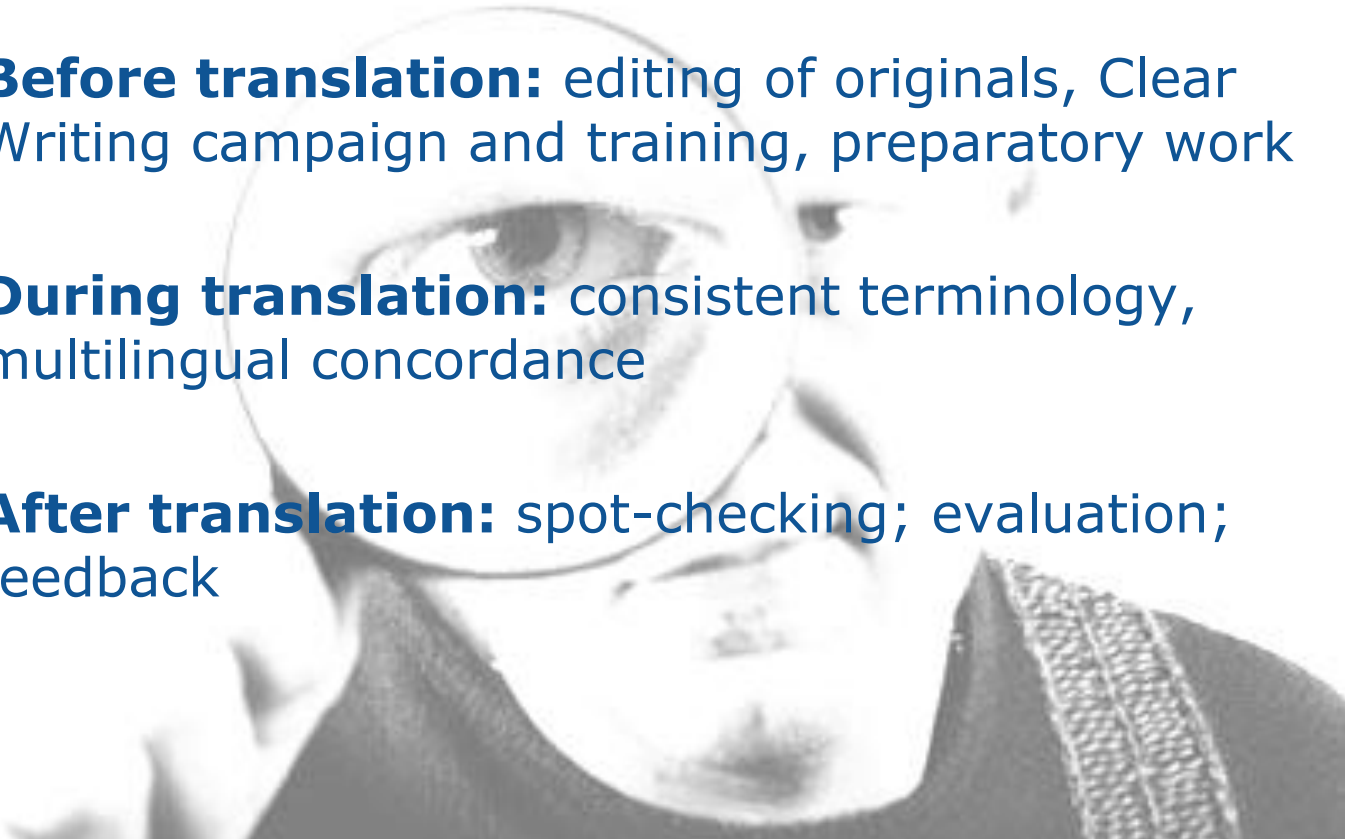 Before translation: editing of originals, Clear
Writing campaign and training, preparatory work
During translation: consistent terminology,
multilingual concordance
After translation: spot-checking; evaluation;
feedback